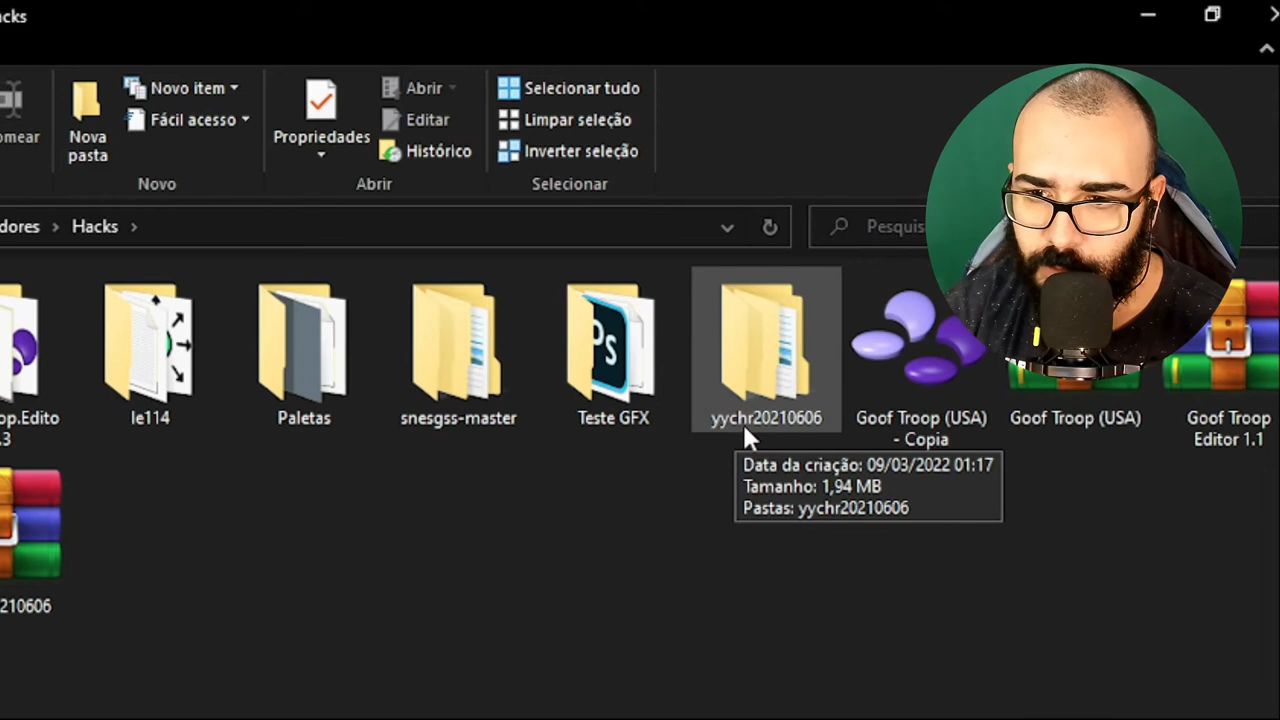 acks
Novo item
Fácil acesso
omear
Nova
pasta
Novo
Propriedades
Abrir
Editar
Histórico
Abrir
Selecionar tudo
Limpar seleção
Inverter seleção
Selecionar
dores > Hacks >
Pesquis
op.Edito
.3
le114
Paletas
snesgss-master
Ps
Teste GFX
yychr20210606
Goof Troop (USA)
- Copia
Goof Troop (USA)
Goof Troop
Editor 1.1
Data da criação: 09/03/2022 01:17
Tamanho: 1,94 MB
Pastas: yychr20210606
210606